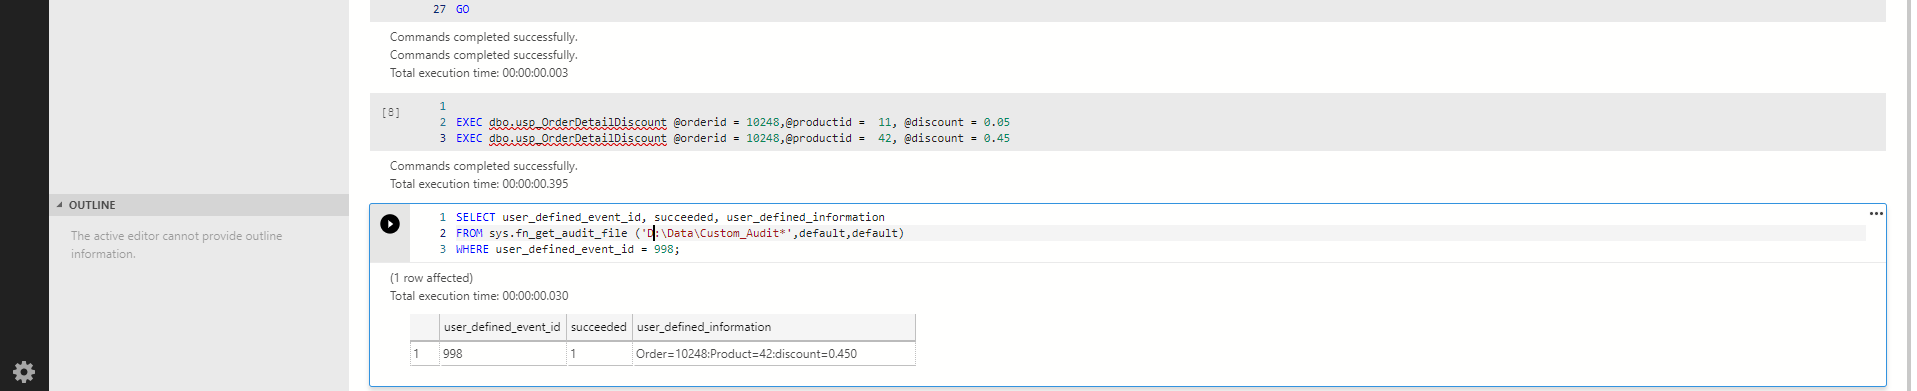 27 GO
Commands completed successfully.
Commands completed successfully.
Total execution time: 00:00:00.003
[8]
1
2 EXEC dbo.usp_OrderDetailDiscount @orderid = 10248,@productid =  11, @discount = 0.05
3 EXEC dbo.usp_OrderDetailDiscount @orderid = 10248,@productid =  42, @discount = 0.45
Commands completed successfully.
Total execution time: 00:00:00.395
OUTLINE
The active editor cannot provide outline
information.
1 SELECT user_defined_event_id, succeeded, user_defined_information
2 FROM sys.fn_get_audit_file ('D:\Data\Custom_Audit*',default,default)
3 WHERE user_defined_event_id = 998;
(1 row affected)
Total execution time: 00:00:00.030
user_defined_event_id succeeded user_defined_information
1 998 1 Order=10248:Product=42:discount=0.450